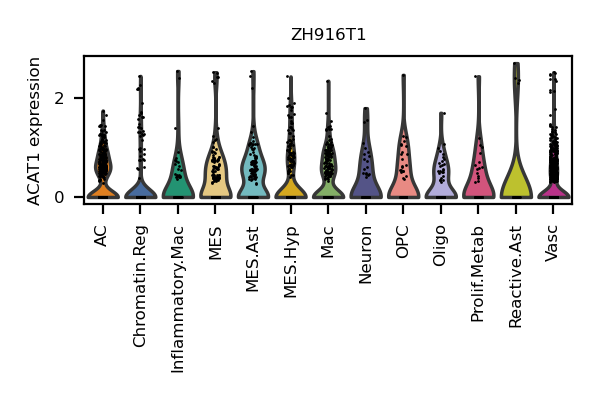 ZH916T1
ACAT1 expression
2
0
AC
Chromatin.Reg
Inflammatory.Mac
MES
MES.Ast
MES.Hyp
Mac
Neuron
OPC
Oligo
Prolif.Metab
Reactive.Ast
Vasc